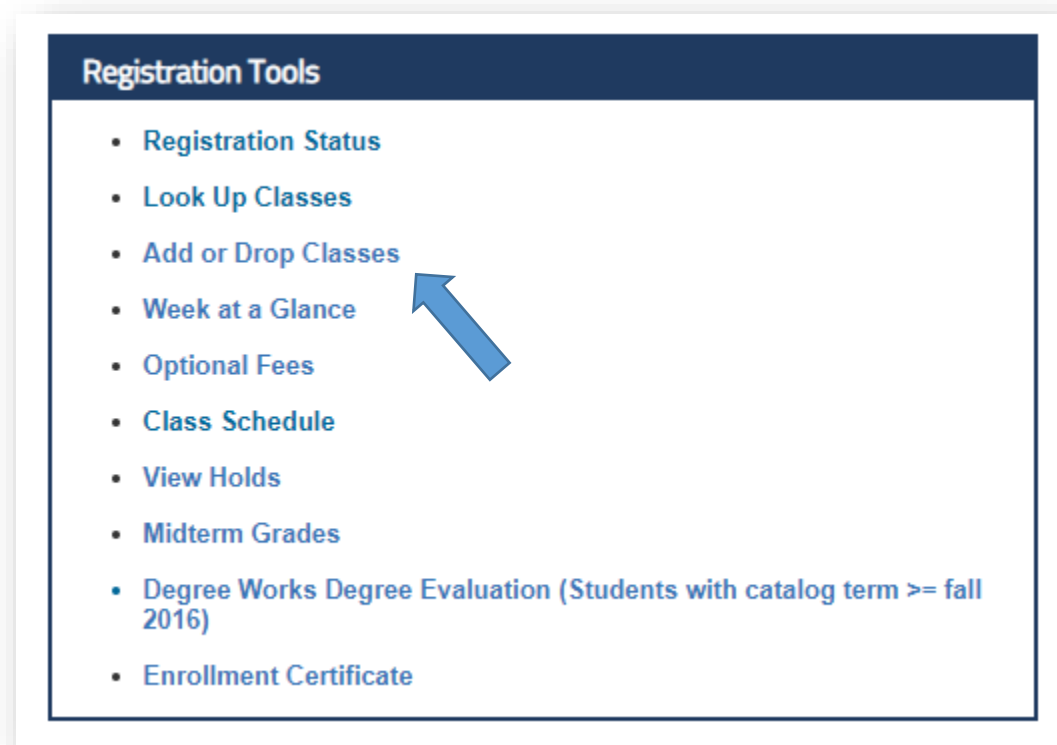 Registration Tools
Registration Status
Look Up Classes
Add or Drop Classes
Week at a Glance
Optional Fees
Class Schedule
View Holds
Midterm Grades
Degree Works Degree Evaluation (Students with catalog term >= fall
2016)
Enrollment Certificate